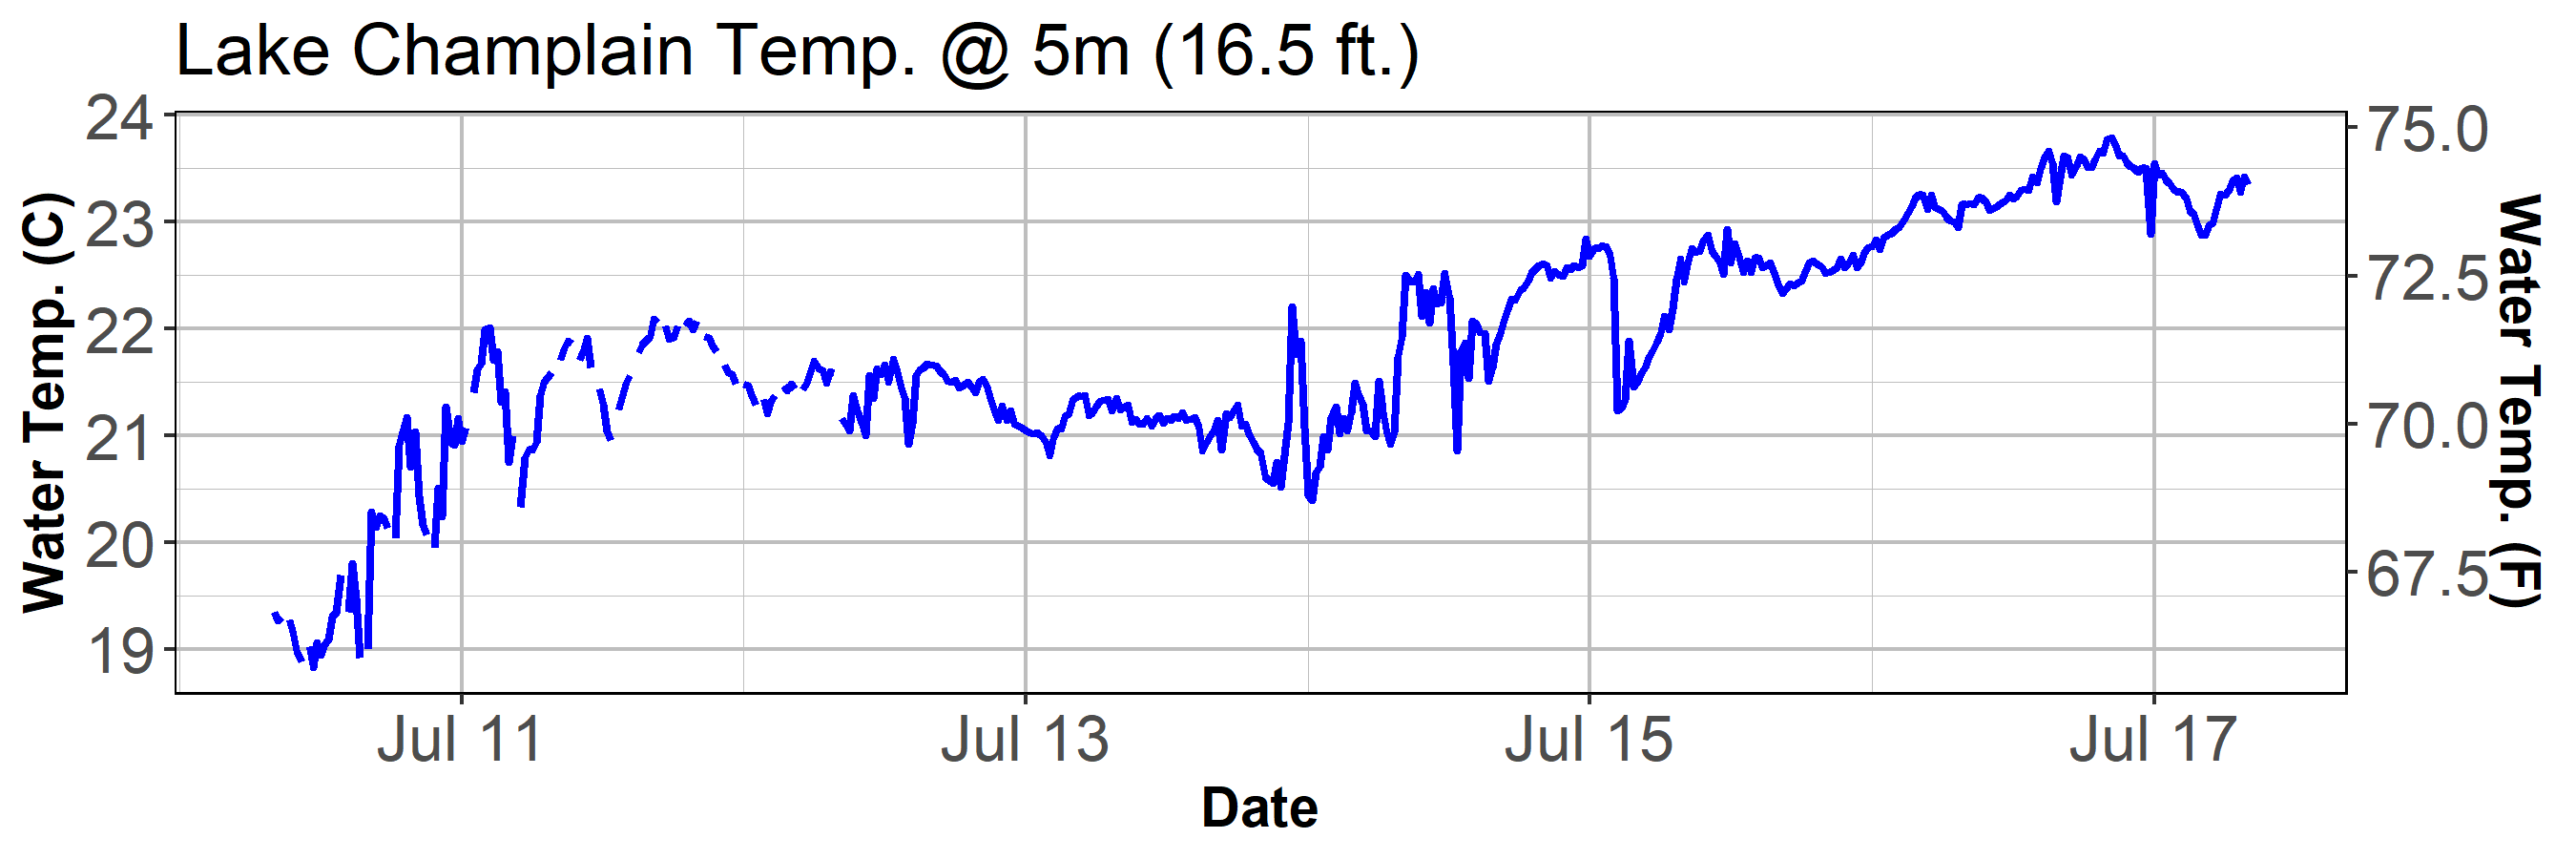 Lake Champlain Temp. @ 5m (16.5 ft.)
Water Temp. (C)
24
23
22
21
20
19
75.0
72.5
70.0
67.5
Water Temp. (F)
Jul 11
Jul 13
Jul 15
Jul 17
Date